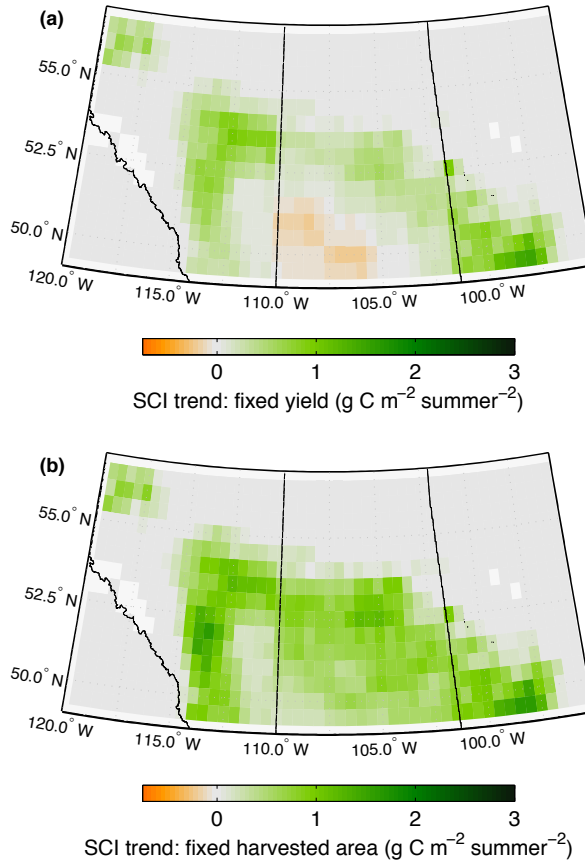 (a)
55.0° N
52.5° N
50.0° N
120.0° W
115.0° W
110.0° W
105.0° W
100.0° W
0 1 2 3
SCI trend: fixed yield (g C m⁻² summer⁻²)
(b)
55.0° N
52.5° N
50.0° N
120.0° W
115.0° W
110.0° W
105.0° W
100.0° W
0 1 2 3
SCI trend: fixed harvested area (g C m⁻² summer⁻²)